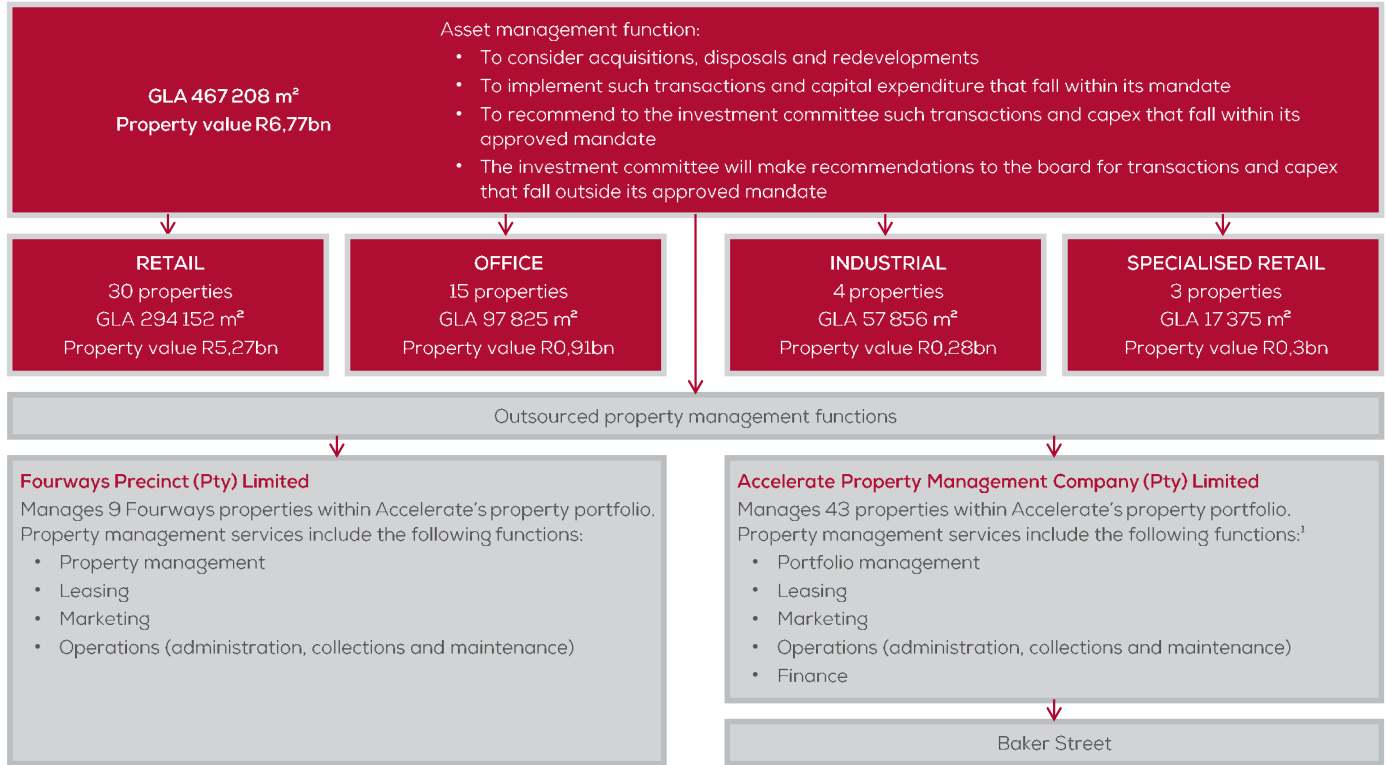 GLA 467 208 m²
Property value R6,77bn
Asset management function:
• To consider acquisitions, disposals and redevelopments
• To implement such transactions and capital expenditure that fall within its mandate
• To recommend to the investment committee such transactions and capex that fall within its
approved mandate
• The investment committee will make recommendations to the board for transactions and capex
that fall outside its approved mandate
RETAIL
30 properties
GLA 294 152 m²
Property value R5,27bn
OFFICE
15 properties
GLA 97 825 m²
Property value R0,91bn
INDUSTRIAL
4 properties
GLA 57 856 m²
Property value R0,28bn
SPECIALISED RETAIL
3 properties
GLA 17 375 m²
Property value R0,3bn
Outsourced property management functions
Fourways Precinct (Pty) Limited
Manages 9 Fourways properties within Accelerate's property portfolio.
Property management services include the following functions:
• Property management
• Leasing
• Marketing
• Operations (administration, collections and maintenance)
Accelerate Property Management Company (Pty) Limited
Manages 43 properties within Accelerate's property portfolio.
Property management services include the following functions:¹
• Portfolio management
• Leasing
• Marketing
• Operations (administration, collections and maintenance)
• Finance
Baker Street